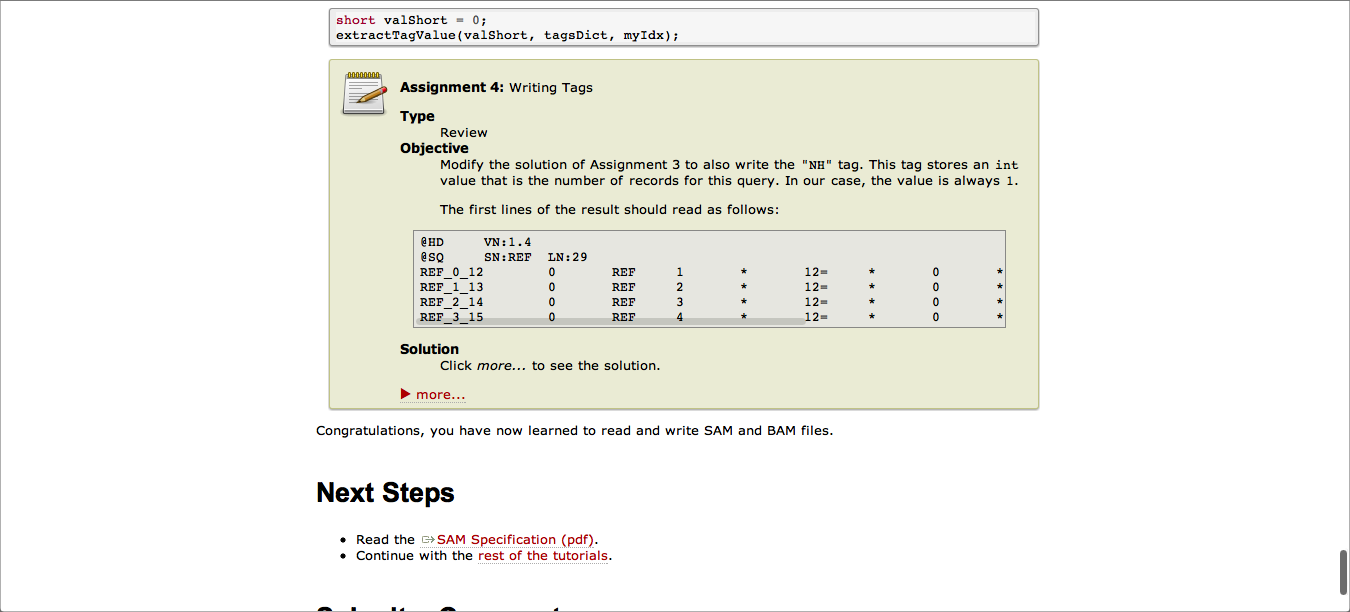 short valShort = 0;
extractTagValue(valShort, tagsDict, myIdx);
Assignment 4: Writing Tags
Type
Review
Objective
Modify the solution of Assignment 3 to also write the "NH" tag. This tag stores an int
value that is the number of records for this query. In our case, the value is always 1.
The first lines of the result should read as follows:
@HD VN:1.4
@SQ SN:REF LN:29
REF_0_12 0 REF 1 * 12= * 0 *
REF_1_13 0 REF 2 * 12= * 0 *
REF_2_14 0 REF 3 * 12= * 0 *
REF_3_15 0 REF 4 * 12= * 0 *
Solution
Click more... to see the solution.
more...
Congratulations, you have now learned to read and write SAM and BAM files.
Next Steps
Read the SAM Specification (pdf).
Continue with the rest of the tutorials.